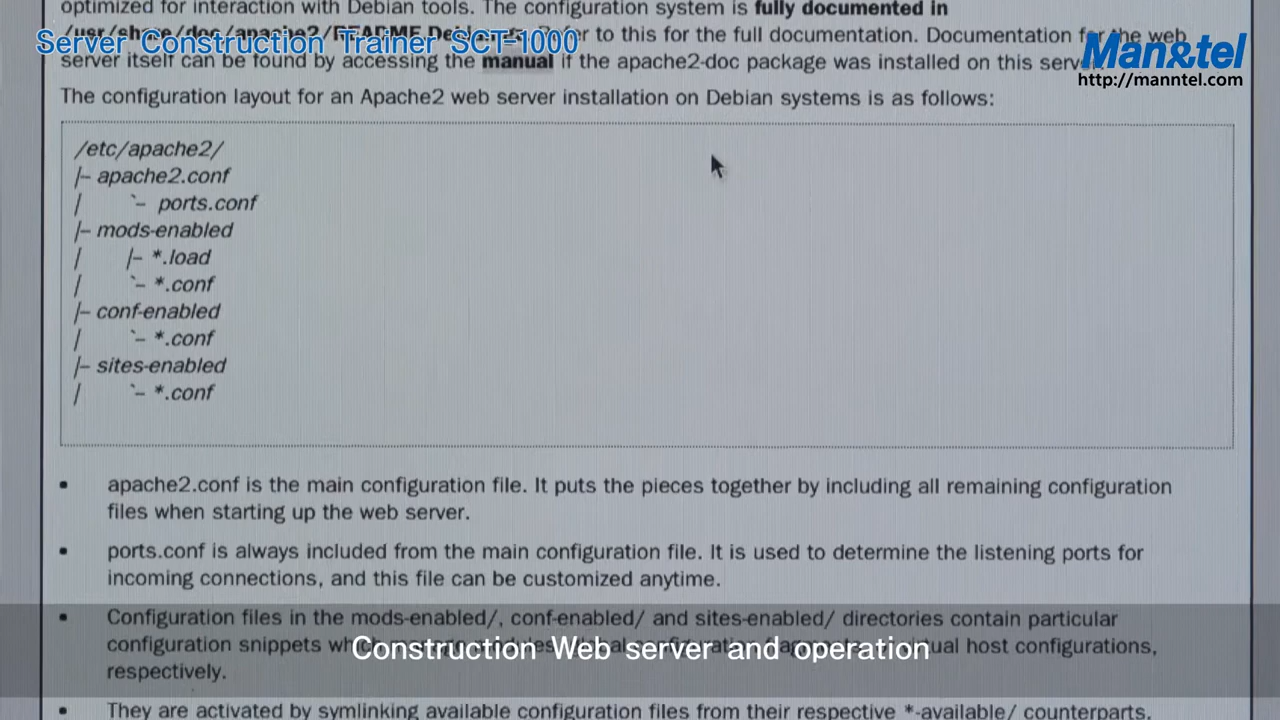 optimized for interaction with Debian tools. The configuration system is fully documented in
Server Construction Trainer SCT-1000
to this for the full documentation. Documentation for the web
Man&tel
server itself can be found by accessing the manual if the apache2-doc package was installed on this
http://manntel.com
The configuration layout for an Apache2 web server installation on Debian systems is as follows:
/etc/apache2/
|-- apache2.conf
|       `-- ports.conf
|-- mods-enabled
|       |-- *.load
|       `-- *.conf
|-- conf-enabled
|       `-- *.conf
|-- sites-enabled
|       `-- *.conf
• apache2.conf is the main configuration file. It puts the pieces together by including all remaining configuration
files when starting up the web server.
• ports.conf is always included from the main configuration file. It is used to determine the listening ports for
incoming connections, and this file can be customized anytime.
• Configuration files in the mods-enabled/, conf-enabled/ and sites-enabled/ directories contain particular
configuration snippets host configurations,
Construction Web server and operation
respectively.
• They are activated by symlinking available configuration files from their respective *-available/ counterparts.